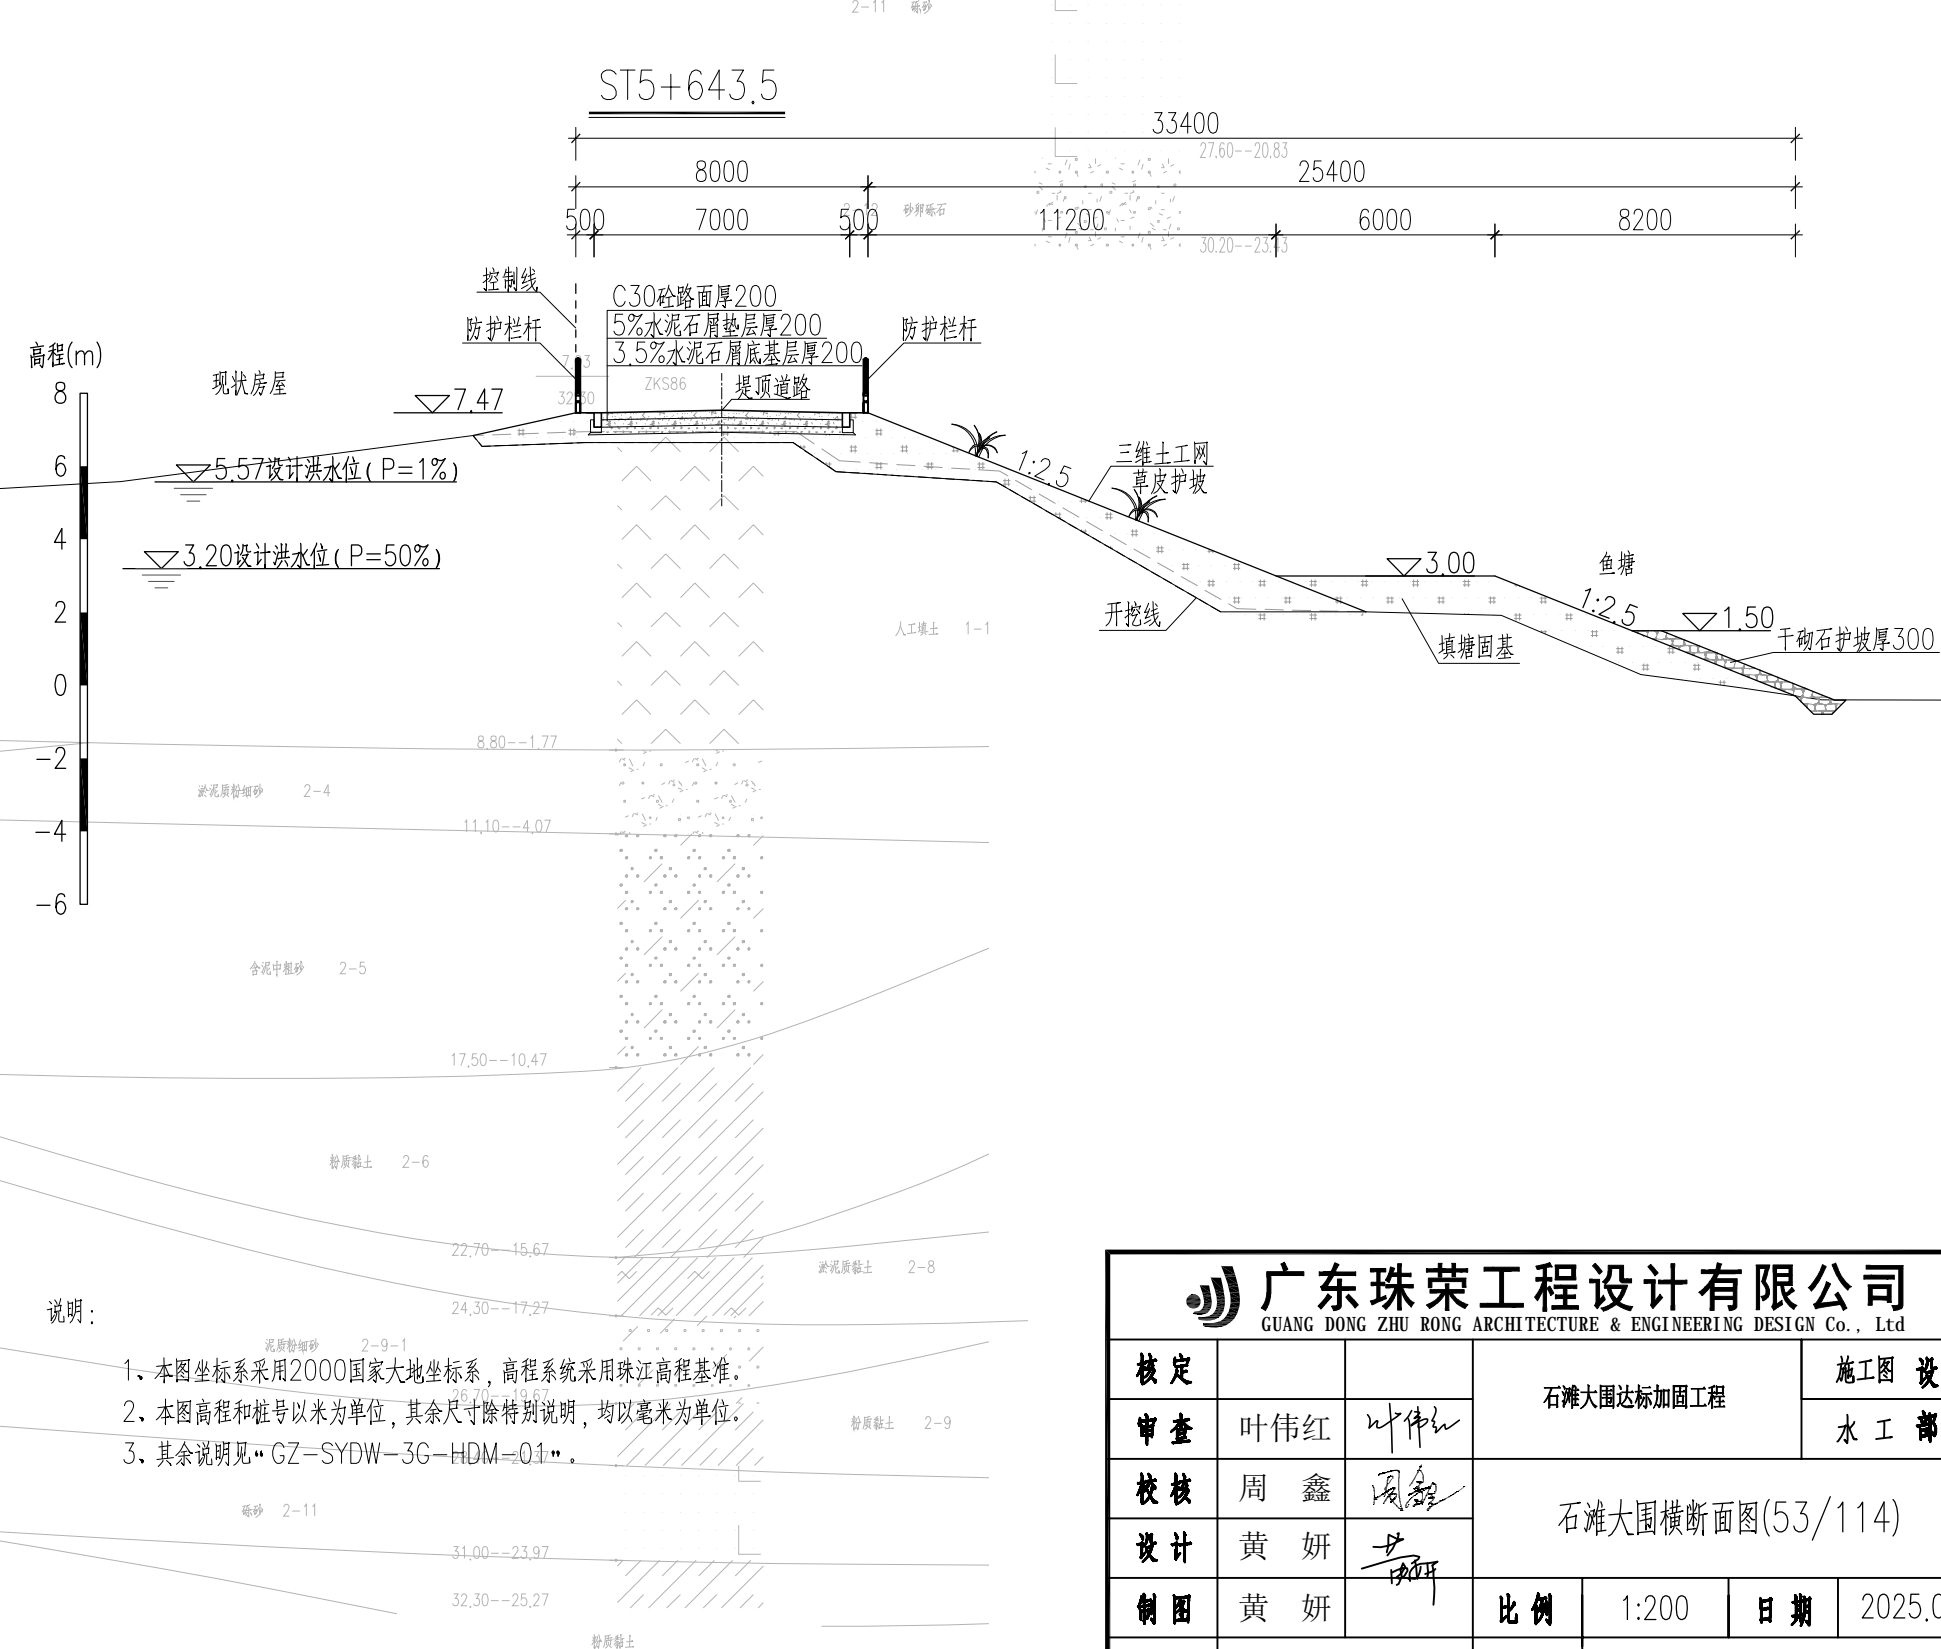 2-11 砾砂
ST5+643.5
33400
27.60--20.83
8000
25400
砂卵砾石
500
7000
500
11200
6000
8200
30.20--23.43
控制线
C30砼路面厚200
防护栏杆
5%水泥石屑垫层厚200
防护栏杆
3.5%水泥石屑底基层厚200
高程(m)
现状房屋
ZKS86
堤顶道路
32.30
8
7.47
三维土工网
草皮护坡
1:2.5
6
5.57设计洪水位(P=1%)
4
3.20设计洪水位(P=50%)
3.00
鱼塘
1:2.5
2
开挖线
人工填土 1-1
填塘固基
1.50
干砌石护坡厚300
0
8.80--1.77
-2
淤泥质粉细砂 2-4
11.10--4.07
-4
-6
含泥中粗砂 2-5
17.50--10.47
粉质黏土 2-6
22.70--15.67
淤泥质黏土 2-8
24.30--17.27
说明：
泥质粉细砂 2-9-1
1、本图坐标系采用2000国家大地坐标系，高程系统采用珠江高程基准。
26.70--19.67
2、本图高程和桩号以米为单位，其余尺寸除特别说明，均以毫米为单位。
粉质黏土 2-9
3、其余说明见“GZ-SYDW-3G-HDM-01”。
砾砂 2-11
31.00--23.97
32.30--25.27
粉质黏土
广东珠荣工程设计有限公司
GUANG DONG ZHU RONG ARCHITECTURE & ENGINEERING DESIGN Co., Ltd
核定
石滩大围达标加固工程
施工图 设
审查 叶伟红 叶伟红
水工 部
校核 周鑫 周鑫
石滩大围横断面图(53/114)
设计 黄妍 黄妍
制图 黄妍
比例 1:200 日期 2025.0